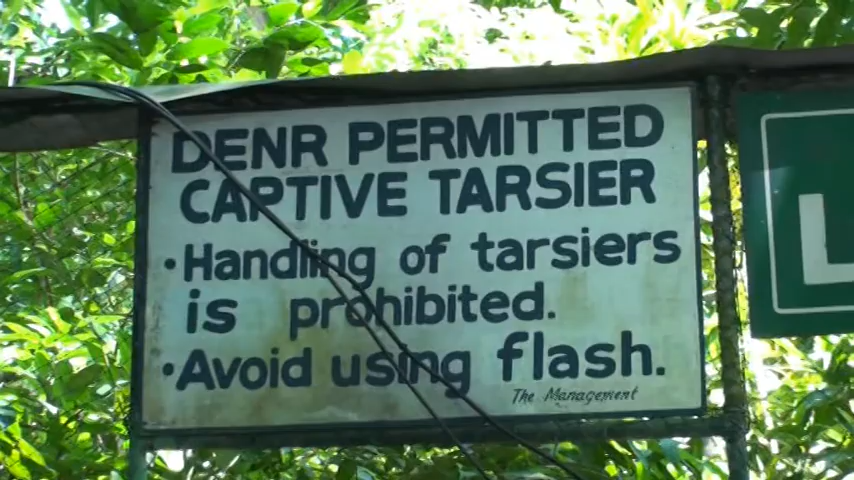 DENR PERMITTED
CAPTIVE TARSIER
• Handling of tarsiers
is prohibited.
• Avoid using flash.
The Management
L